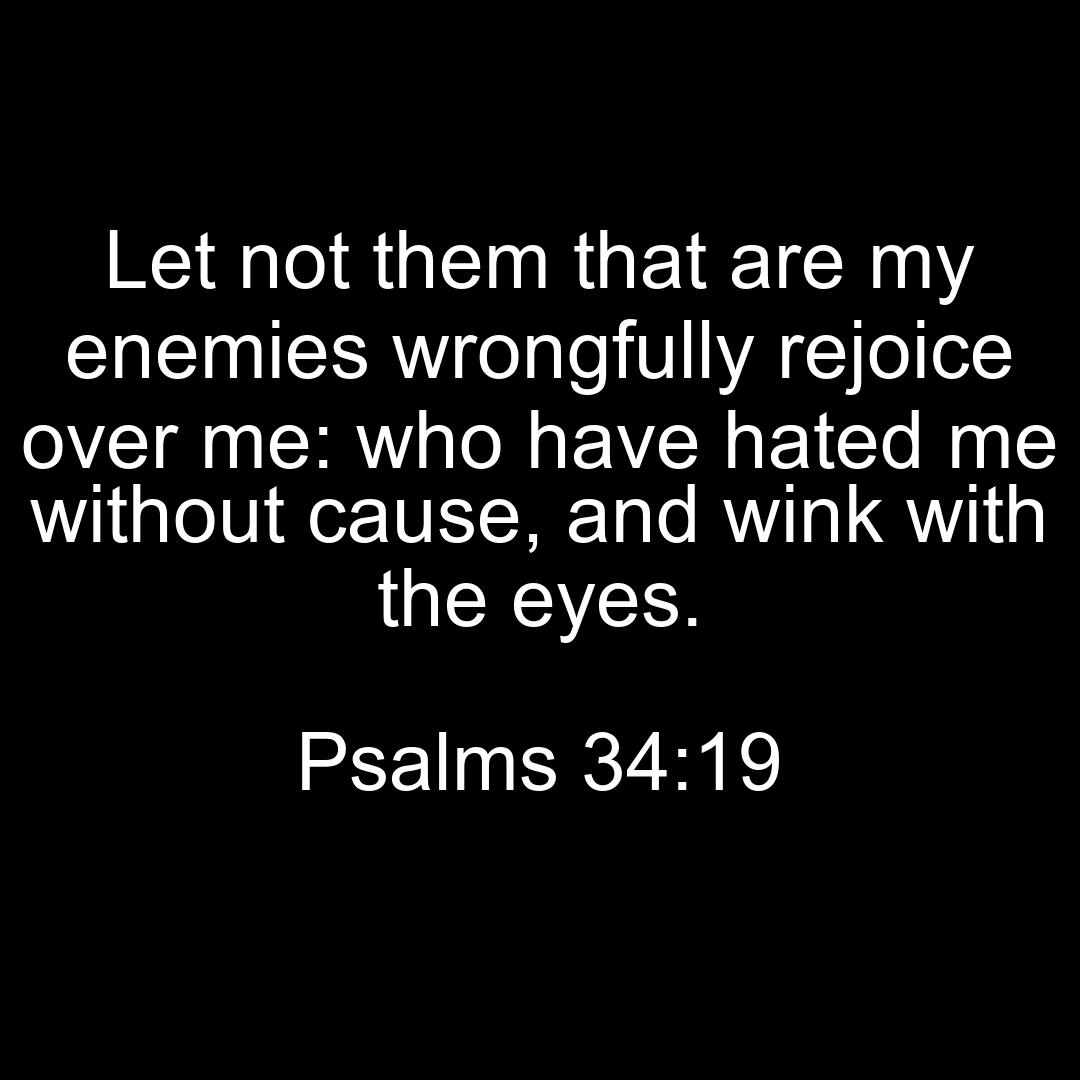 Let not them that are my
enemies wrongfully rejoice
over me: who have hated me
without cause, and wink with
the eyes.
Psalms 34:19